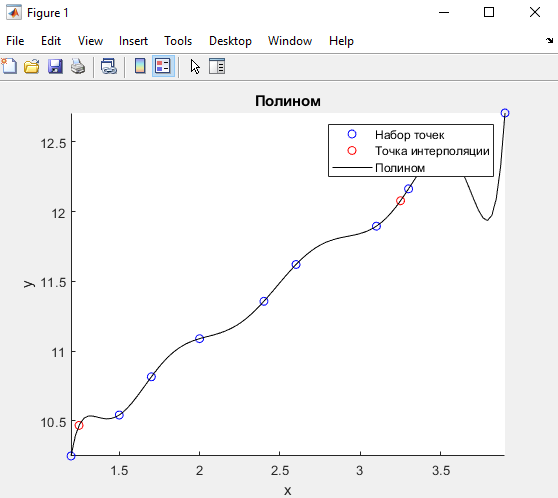 Figure 1
File Edit View Insert Tools Desktop Window Help
Полином
Набор точек
Точка интерполяции
Полином
12.5
12
11.5
11
10.5
y
1.5 2 2.5 3 3.5
x